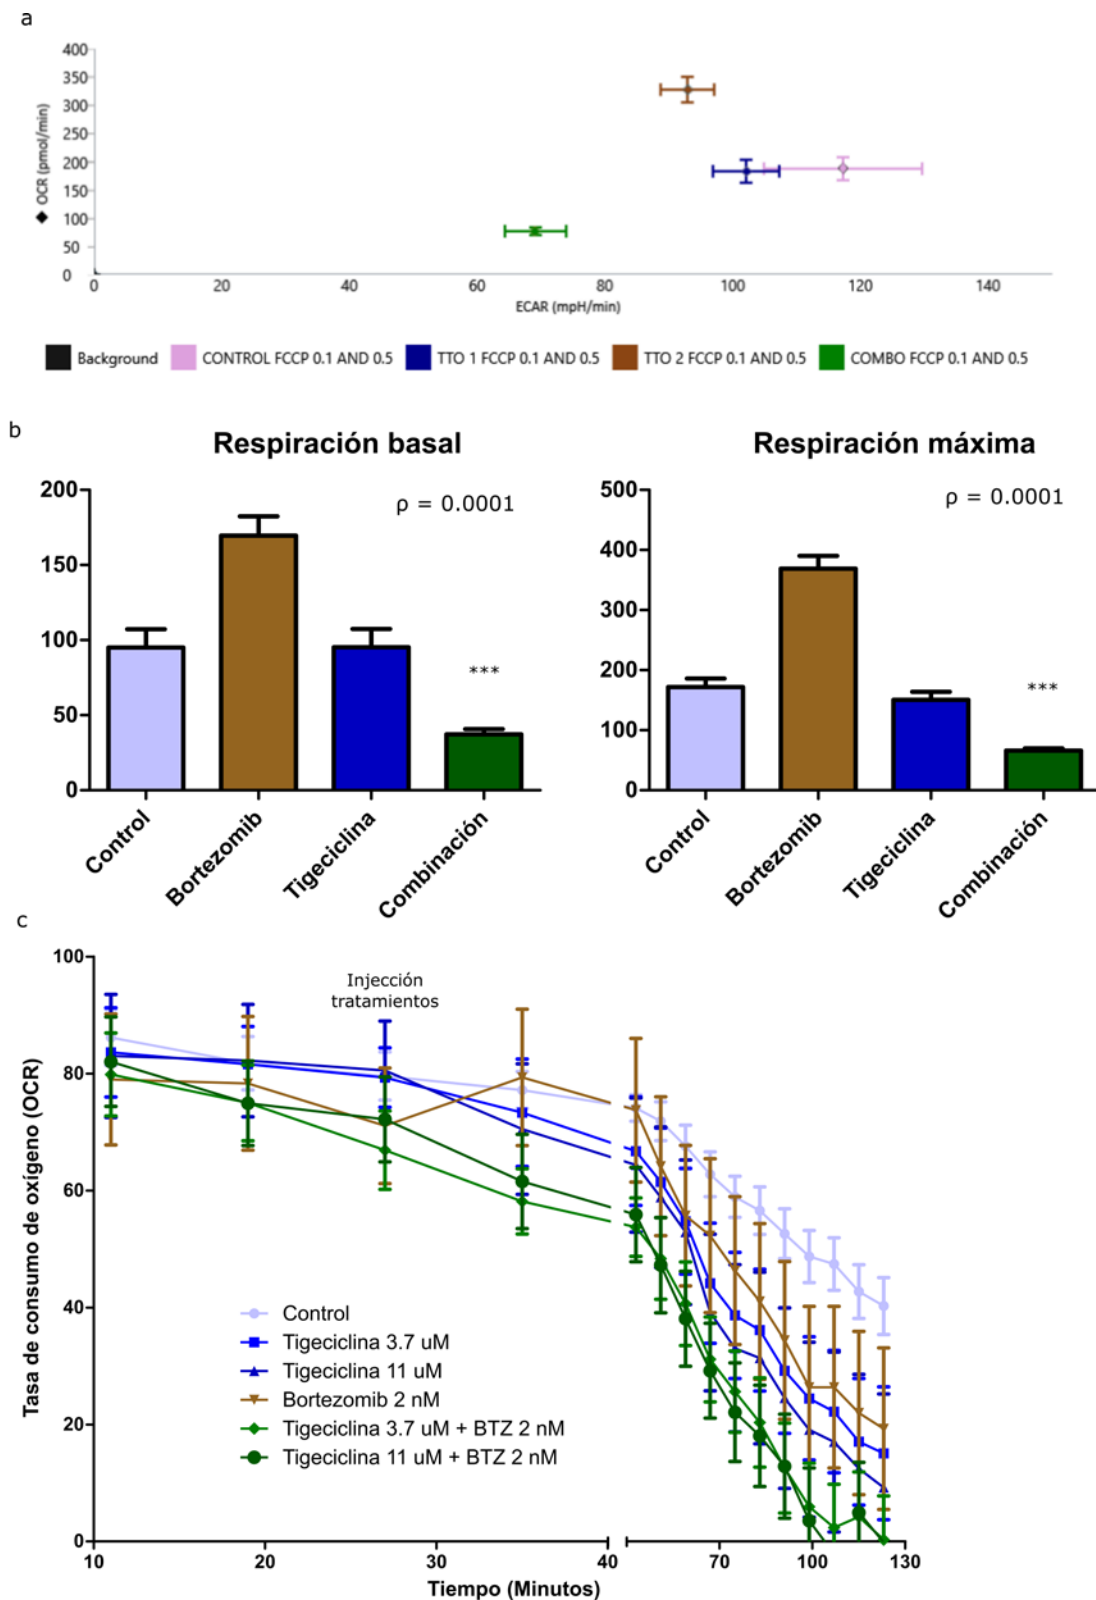 a
400
350
300
250
200
150
100
50
0
◆ OCR (pmol/min)
0 20 40 60 80 100 120 140
ECAR (mpH/min)
Background CONTROL FCCP 0.1 AND 0.5 TTO 1 FCCP 0.1 AND 0.5 TTO 2 FCCP 0.1 AND 0.5 COMBO FCCP 0.1 AND 0.5
b
Respiración basal
ρ = 0.0001
200
150
100
50
0
***
Control
Bortezomib
Tigeciclina
Combinación
Respiración máxima
ρ = 0.0001
500
400
300
200
100
0
***
Control
Bortezomib
Tigeciclina
Combinación
c
Tasa de consumo de oxígeno (OCR)
100
80
60
40
20
0
Injección
tratamientos
Control
Tigeciclina 3.7 uM
Tigeciclina 11 uM
Bortezomib 2 nM
Tigeciclina 3.7 uM + BTZ 2 nM
Tigeciclina 11 uM + BTZ 2 nM
10 20 30 40 70 100 130
Tiempo (Minutos)